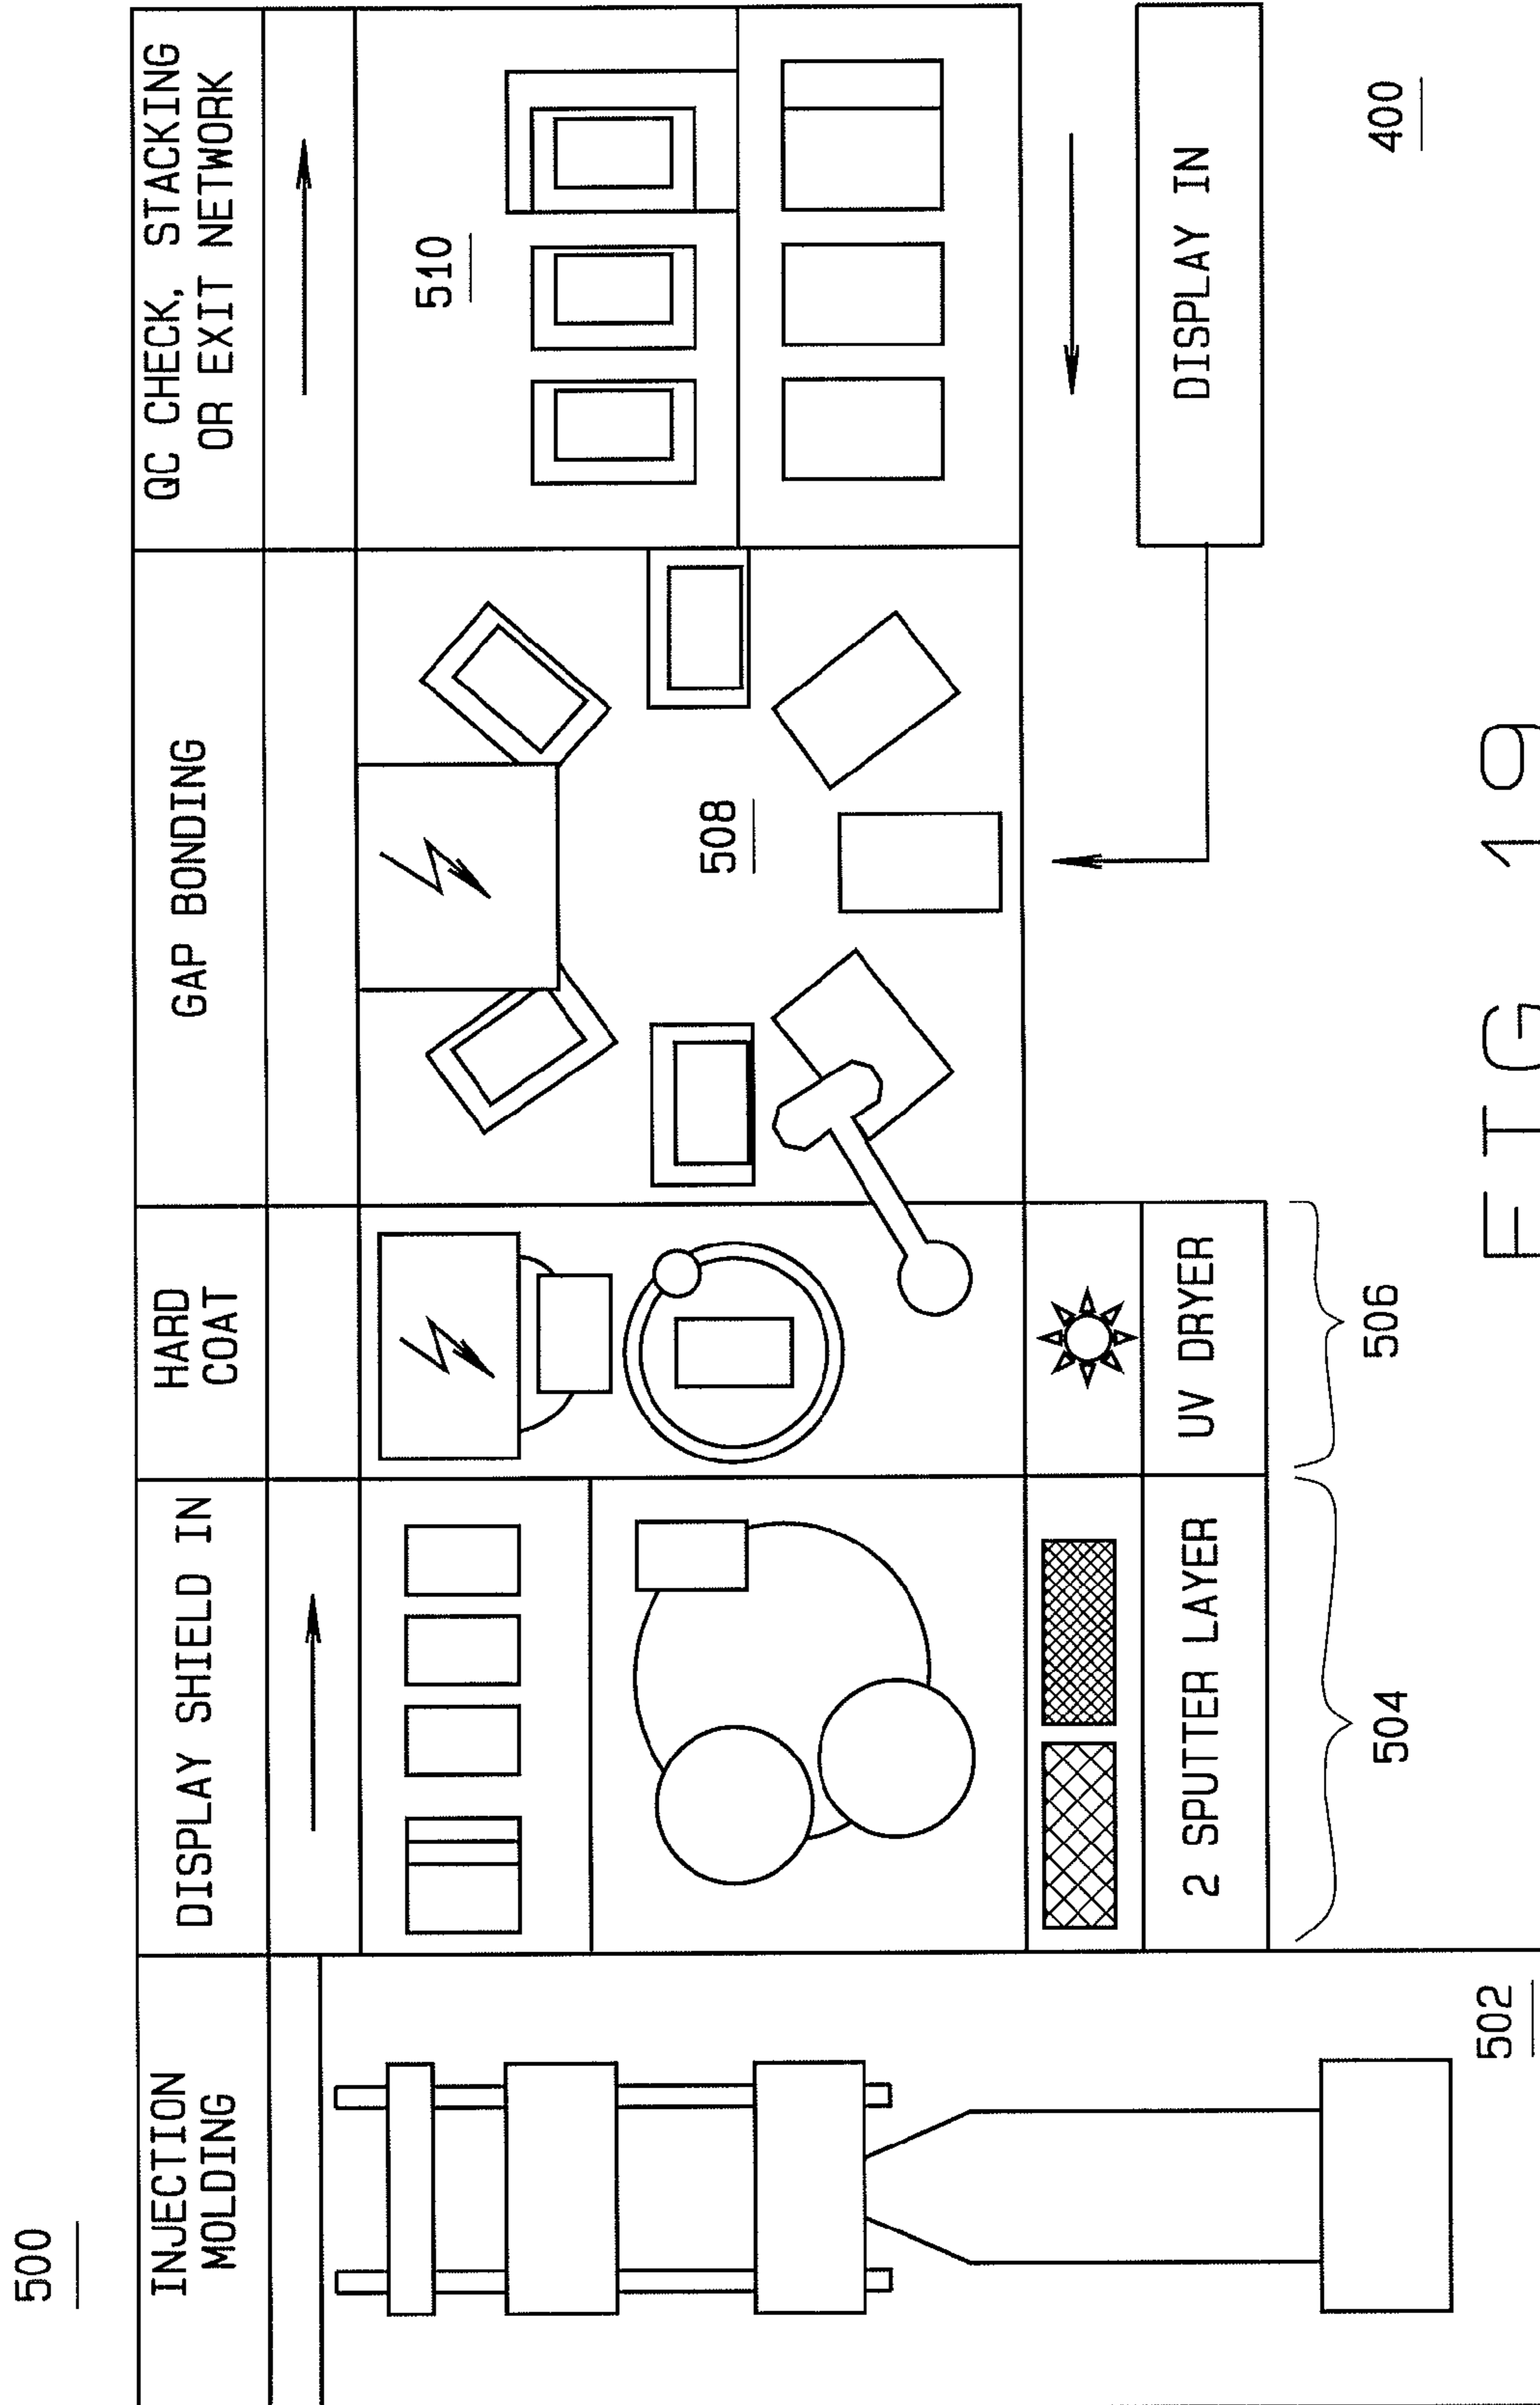 500
INJECTION
MOLDING
DISPLAY SHIELD IN
HARD
COAT
GAP BONDING
QC CHECK, STACKING
OR EXIT NETWORK
510
508
2 SPUTTER LAYER
UV DRYER
DISPLAY IN
504
506
400
502
FIG 19